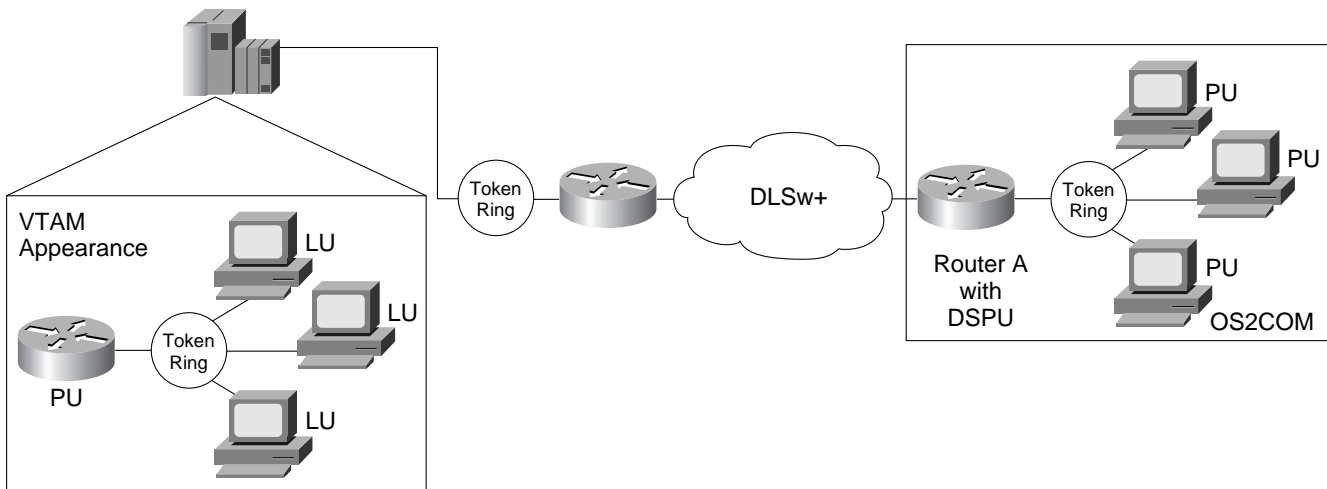 VTAM
Appearance
LU
LU
LU
Token
Ring
PU
Token
Ring
DLSw+
Router A
with
DSPU
Token
Ring
PU
PU
PU
OS2COM